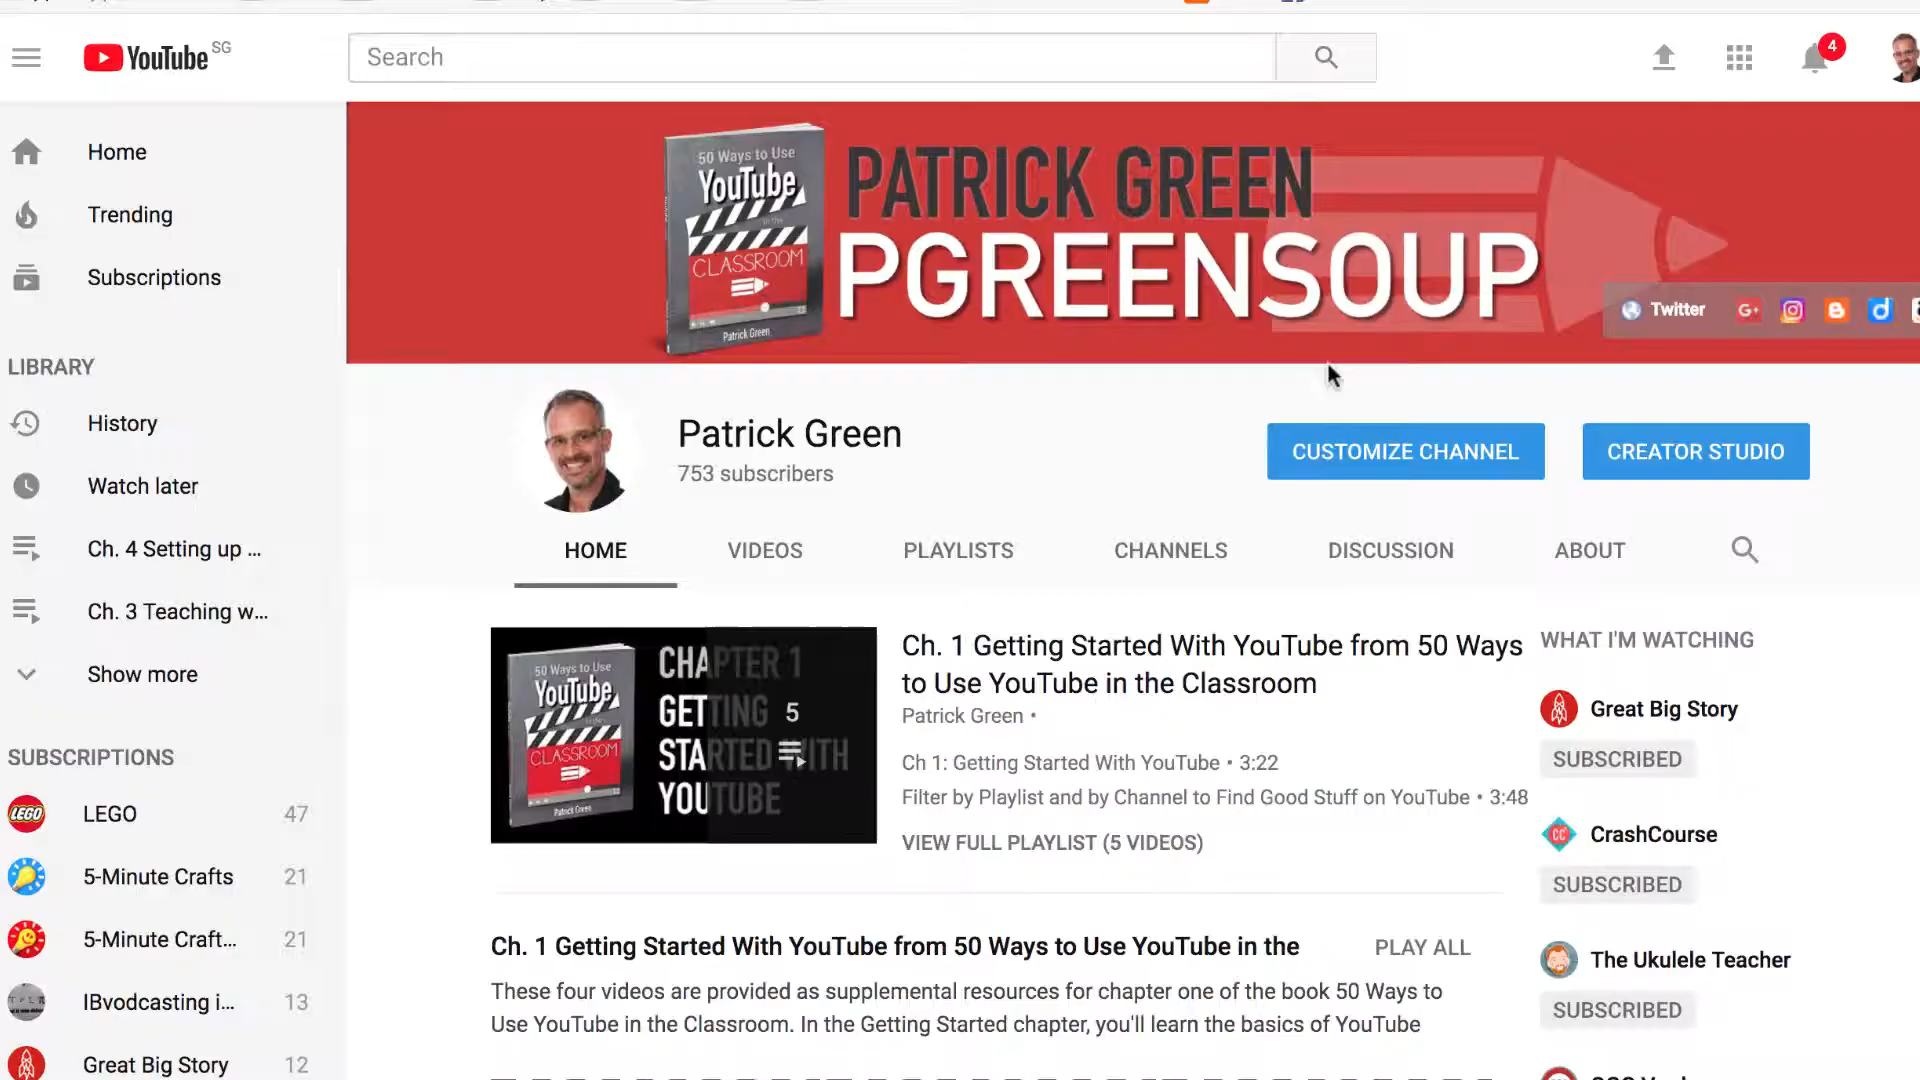 YouTube SG
Search
4
Home
Trending
Subscriptions
LIBRARY
History
Watch later
Ch. 4 Setting up ...
Ch. 3 Teaching w...
Show more
SUBSCRIPTIONS
LEGO 47
5-Minute Crafts 21
5-Minute Craft... 21
IBvodcasting i... 13
Great Big Story 12
50 Ways to Use
YouTube
in the
CLASSROOM
Patrick Green
PATRICK GREEN
PGREENSOUP
Twitter
Patrick Green
753 subscribers
CUSTOMIZE CHANNEL
CREATOR STUDIO
HOME VIDEOS PLAYLISTS CHANNELS DISCUSSION ABOUT
50 Ways to Use
YouTube
CLASSROOM
Patrick Green
CHAPTER 1
GETTING
STARTED WITH
YOUTUBE
5
Ch. 1 Getting Started With YouTube from 50 Ways
to Use YouTube in the Classroom
Patrick Green •
Ch 1: Getting Started With YouTube • 3:22
Filter by Playlist and by Channel to Find Good Stuff on YouTube • 3:48
VIEW FULL PLAYLIST (5 VIDEOS)
Ch. 1 Getting Started With YouTube from 50 Ways to Use YouTube in the
PLAY ALL
These four videos are provided as supplemental resources for chapter one of the book 50 Ways to
Use YouTube in the Classroom. In the Getting Started chapter, you'll learn the basics of YouTube
WHAT I'M WATCHING
Great Big Story
SUBSCRIBED
CrashCourse
SUBSCRIBED
The Ukulele Teacher
SUBSCRIBED